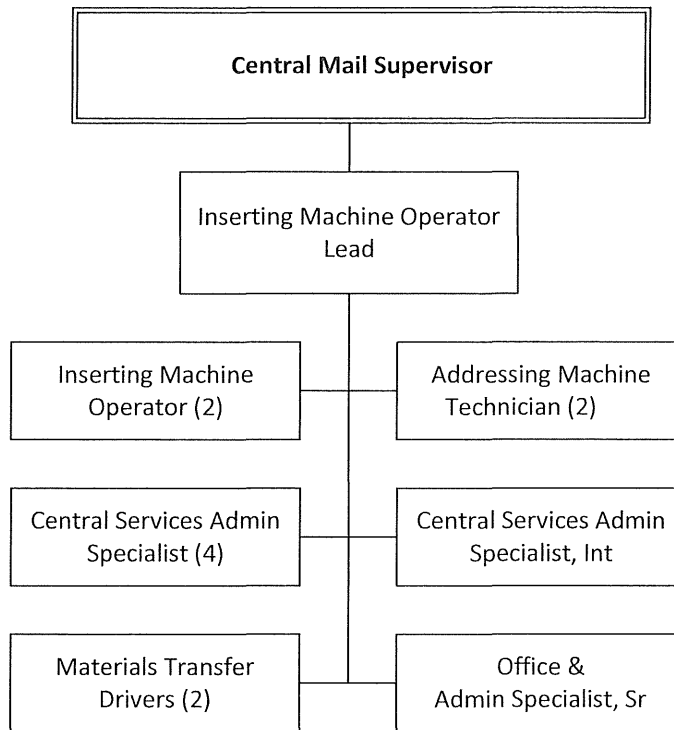 Central Mail Supervisor
Inserting Machine Operator
Lead
Inserting Machine
Operator (2)
Addressing Machine
Technician (2)
Central Services Admin
Specialist (4)
Central Services Admin
Specialist, Int
Materials Transfer
Drivers (2)
Office &
Admin Specialist, Sr